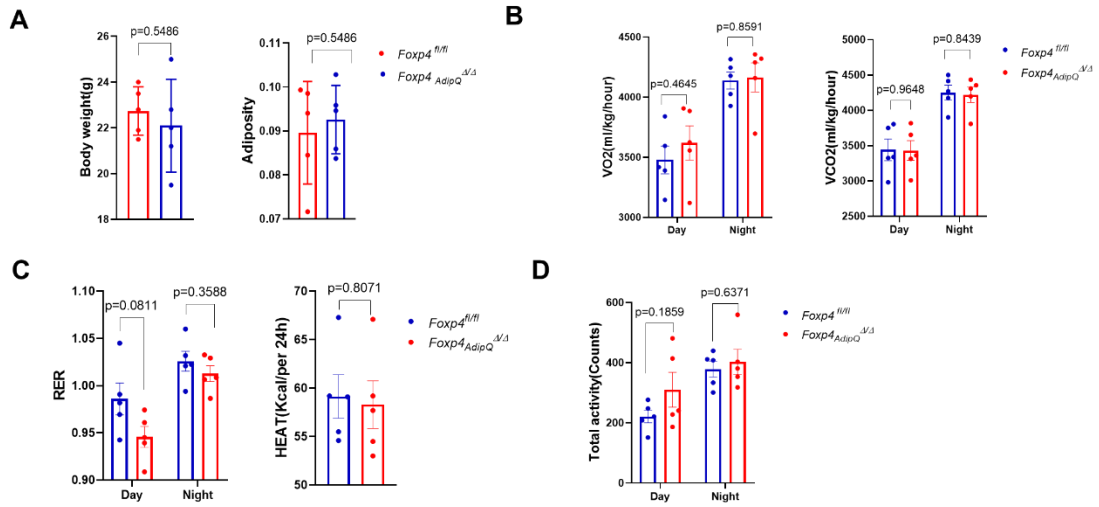 A
p=0.5486
Body weight(g)
26
24
22
20
18
p=0.5486
Adiposity
0.11
0.10
0.09
0.08
0.07
Foxp4 fl/fl
Foxp4 AdipQ Δ/Δ
B
p=0.8591
p=0.4645
VO2(ml/kg/hour)
4500
4000
3500
3000
Day Night
p=0.8439
p=0.9648
VCO2(ml/kg/hour)
5000
4500
4000
3500
3000
2500
Day Night
Foxp4 fl/fl
Foxp4 AdipQ Δ/Δ
C
p=0.3588
p=0.0811
RER
1.10
1.05
1.00
0.95
0.90
Day Night
p=0.8071
HEAT(Kcal/per 24h)
70
65
60
55
50
Foxp4 fl/fl
Foxp4 AdipQ Δ/Δ
D
p=0.6371
p=0.1859
Total activity(Counts)
600
400
200
0
Day Night
Foxp4 fl/fl
Foxp4 AdipQ Δ/Δ